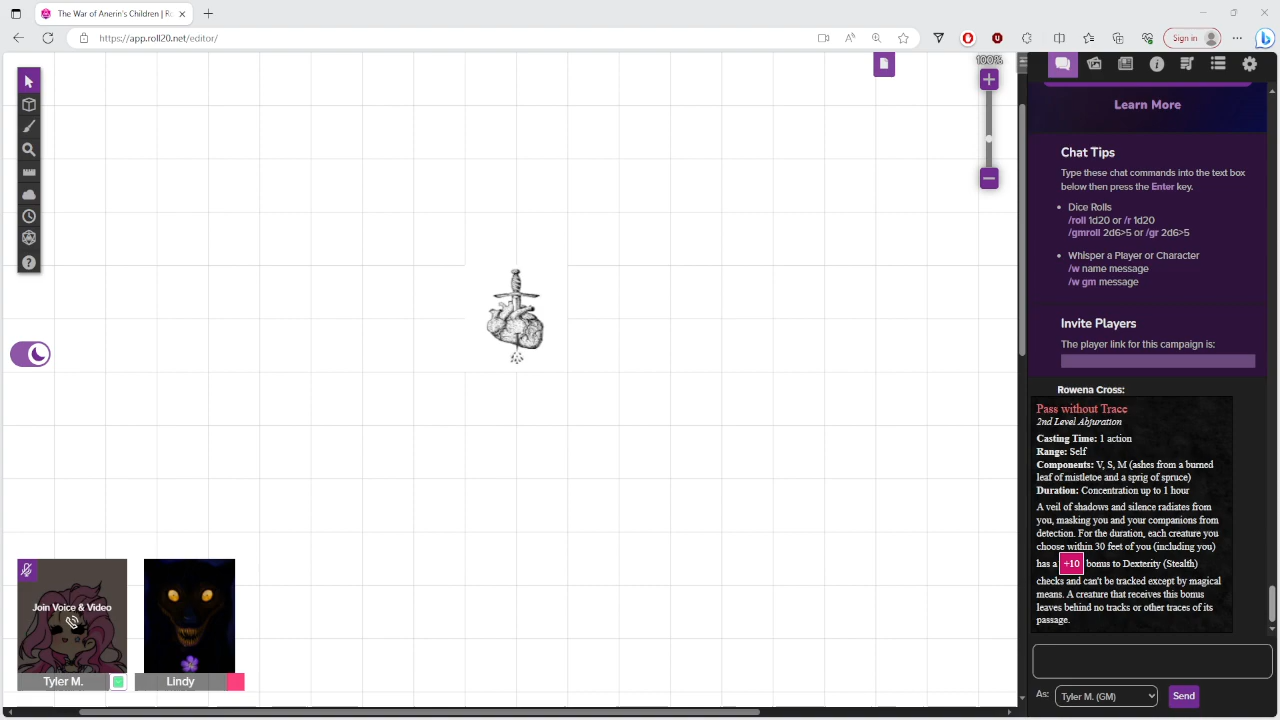 The War of Anerin's Children | Ro
https://app.roll20.net/editor/
Sign in
100%
Learn More
Chat Tips
Type these chat commands into the text box
below then press the Enter key.
Dice Rolls
/roll 1d20 or /r 1d20
/gmroll 2d6>5 or /gr 2d6>5
Whisper a Player or Character
/w name message
/w gm message
Invite Players
The player link for this campaign is:
Rowena Cross:
Pass without Trace
2nd Level Abjuration
Casting Time: 1 action
Range: Self
Components: V, S, M (ashes from a burned
leaf of mistletoe and a sprig of spruce)
Duration: Concentration up to 1 hour
A veil of shadows and silence radiates from
you, masking you and your companions from
detection. For the duration, each creature you
choose within 30 feet of you (including you)
has a +10 bonus to Dexterity (Stealth)
checks and can't be tracked except by magical
means. A creature that receives this bonus
leaves behind no tracks or other traces of its
passage.
Join Voice & Video
Tyler M.
Lindy
As:
Tyler M. (GM)
Send